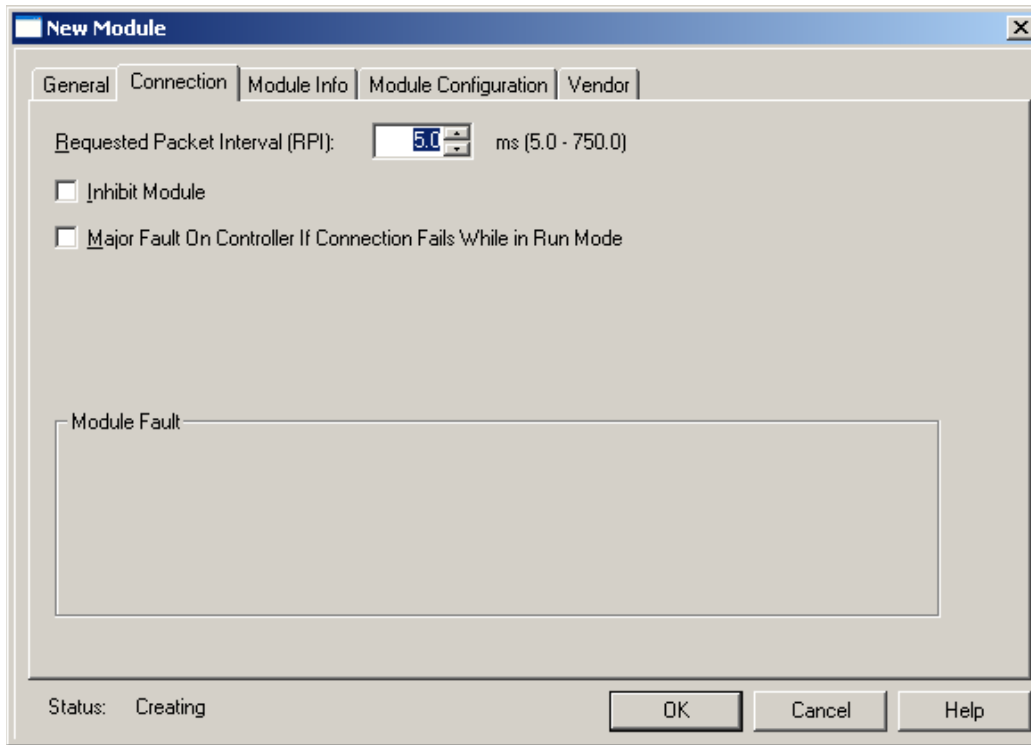 New Module
General Connection Module Info Module Configuration Vendor
Requested Packet Interval (RPI): 5.0 ms (5.0 - 750.0)
Inhibit Module
Major Fault On Controller If Connection Fails While in Run Mode
Module Fault
Status: Creating OK Cancel Help